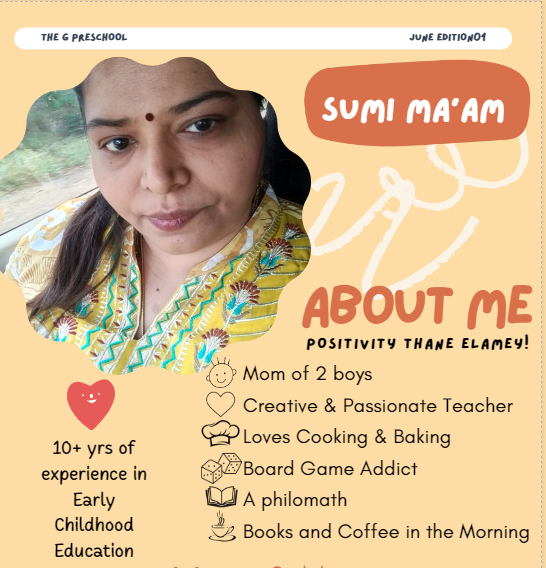 THE G PRESCHOOL
JUNE EDITION01
SUMI MA'AM
ABOUT ME
POSITIVITY THANE ELAMEY!
Mom of 2 boys
Creative & Passionate Teacher
Loves Cooking & Baking
Board Game Addict
A philomath
Books and Coffee in the Morning
10+ yrs of
experience in
Early
Childhood
Education